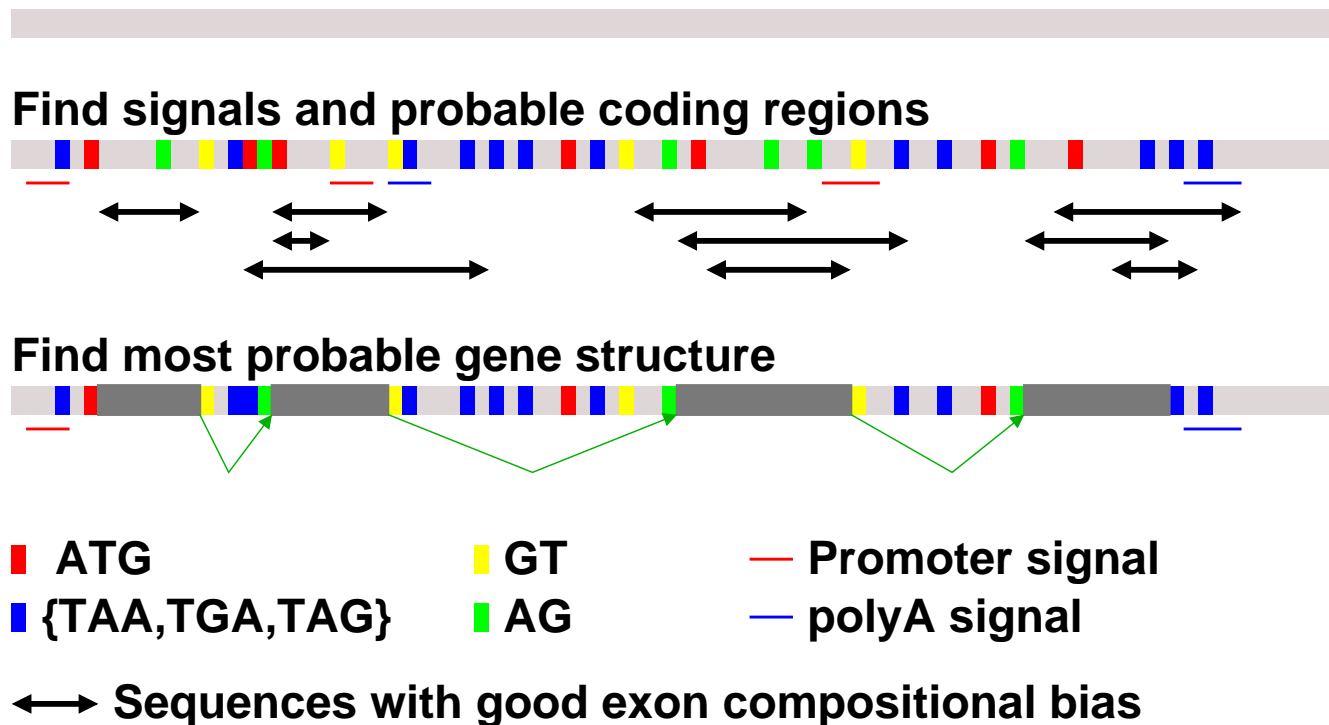 Find signals and probable coding regions
Find most probable gene structure
ATG
GT
Promoter signal
{TAA,TGA,TAG}
AG
polyA signal
Sequences with good exon compositional bias